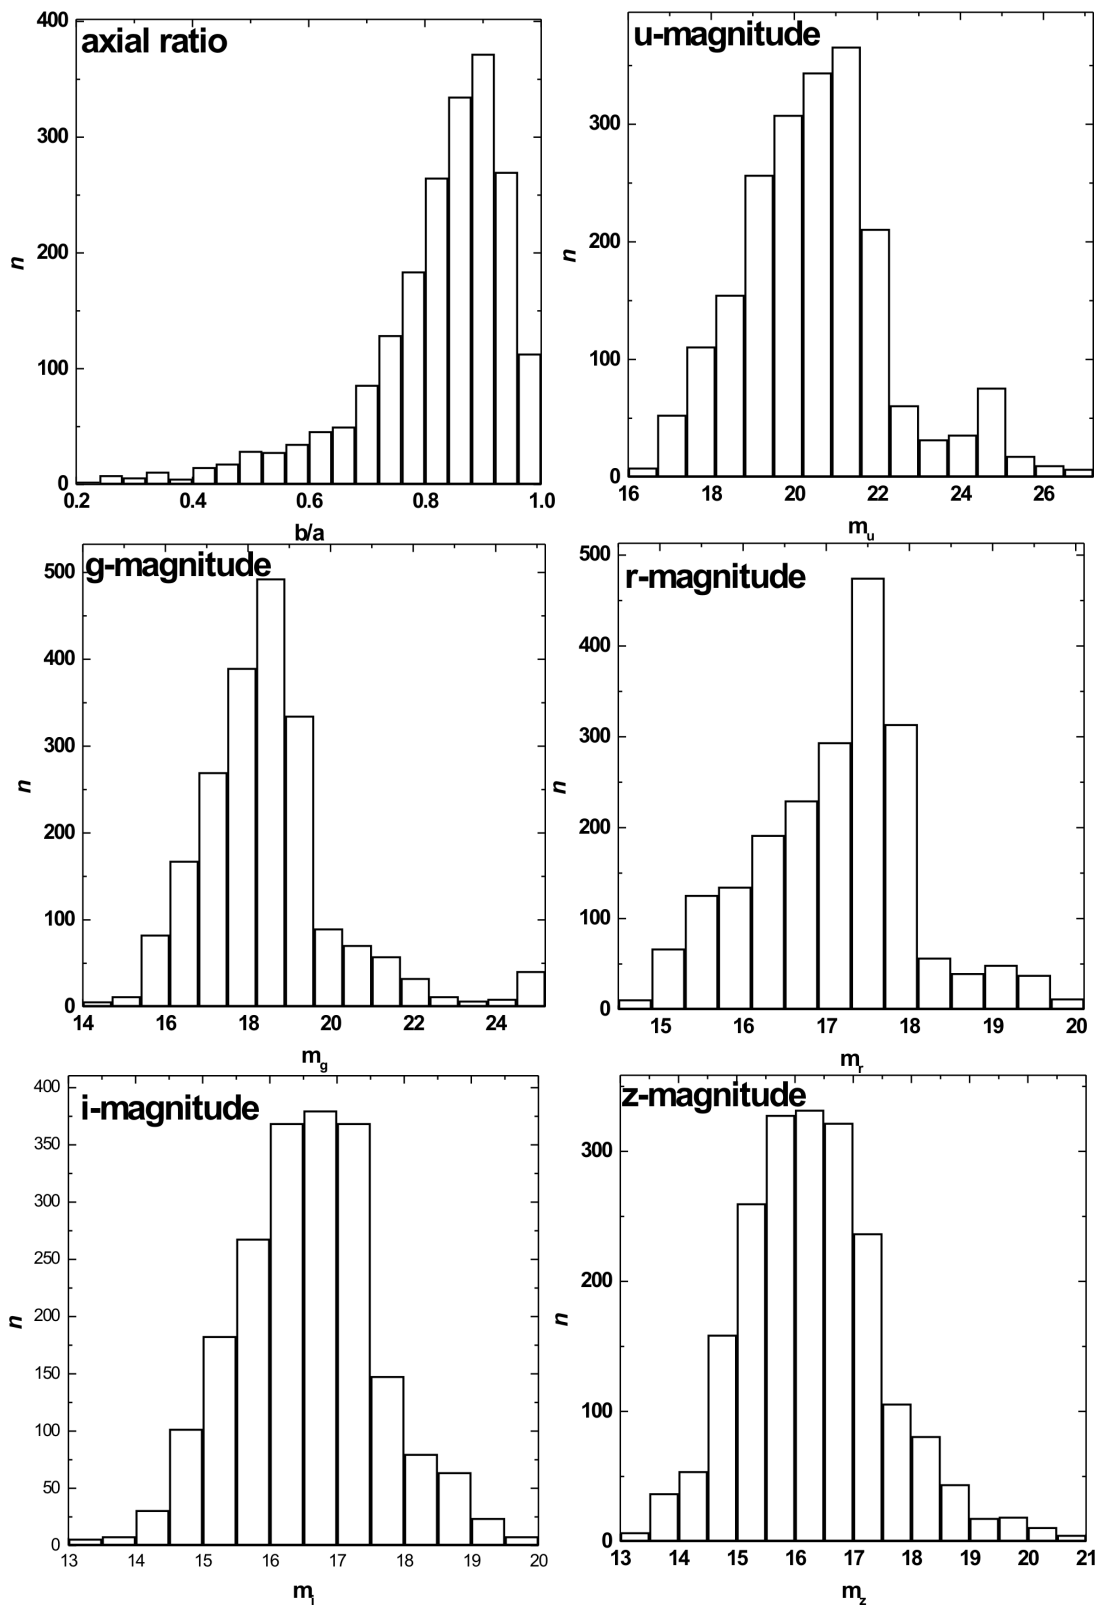 axial ratio
400
300
200
100
0
n
0.2 0.4 0.6 0.8 1.0
b/a
u-magnitude
300
200
100
0
n
16 18 20 22 24 26
m_u
g-magnitude
500
400
300
200
100
0
n
14 16 18 20 22 24
m_g
r-magnitude
500
400
300
200
100
0
n
15 16 17 18 19 20
m_r
i-magnitude
400
350
300
250
200
150
100
50
0
n
13 14 15 16 17 18 19 20
m_i
z-magnitude
300
200
100
0
n
13 14 15 16 17 18 19 20 21
m_z